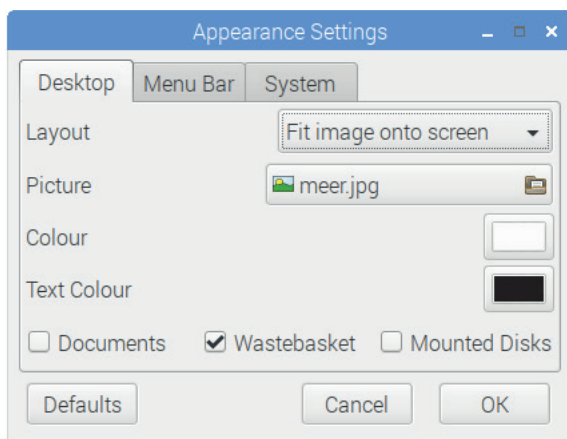 Appearance Settings
Desktop Menu Bar System
Layout Fit image onto screen
Picture meer.jpg
Colour
Text Colour
Documents Wastebasket Mounted Disks
Defaults Cancel OK